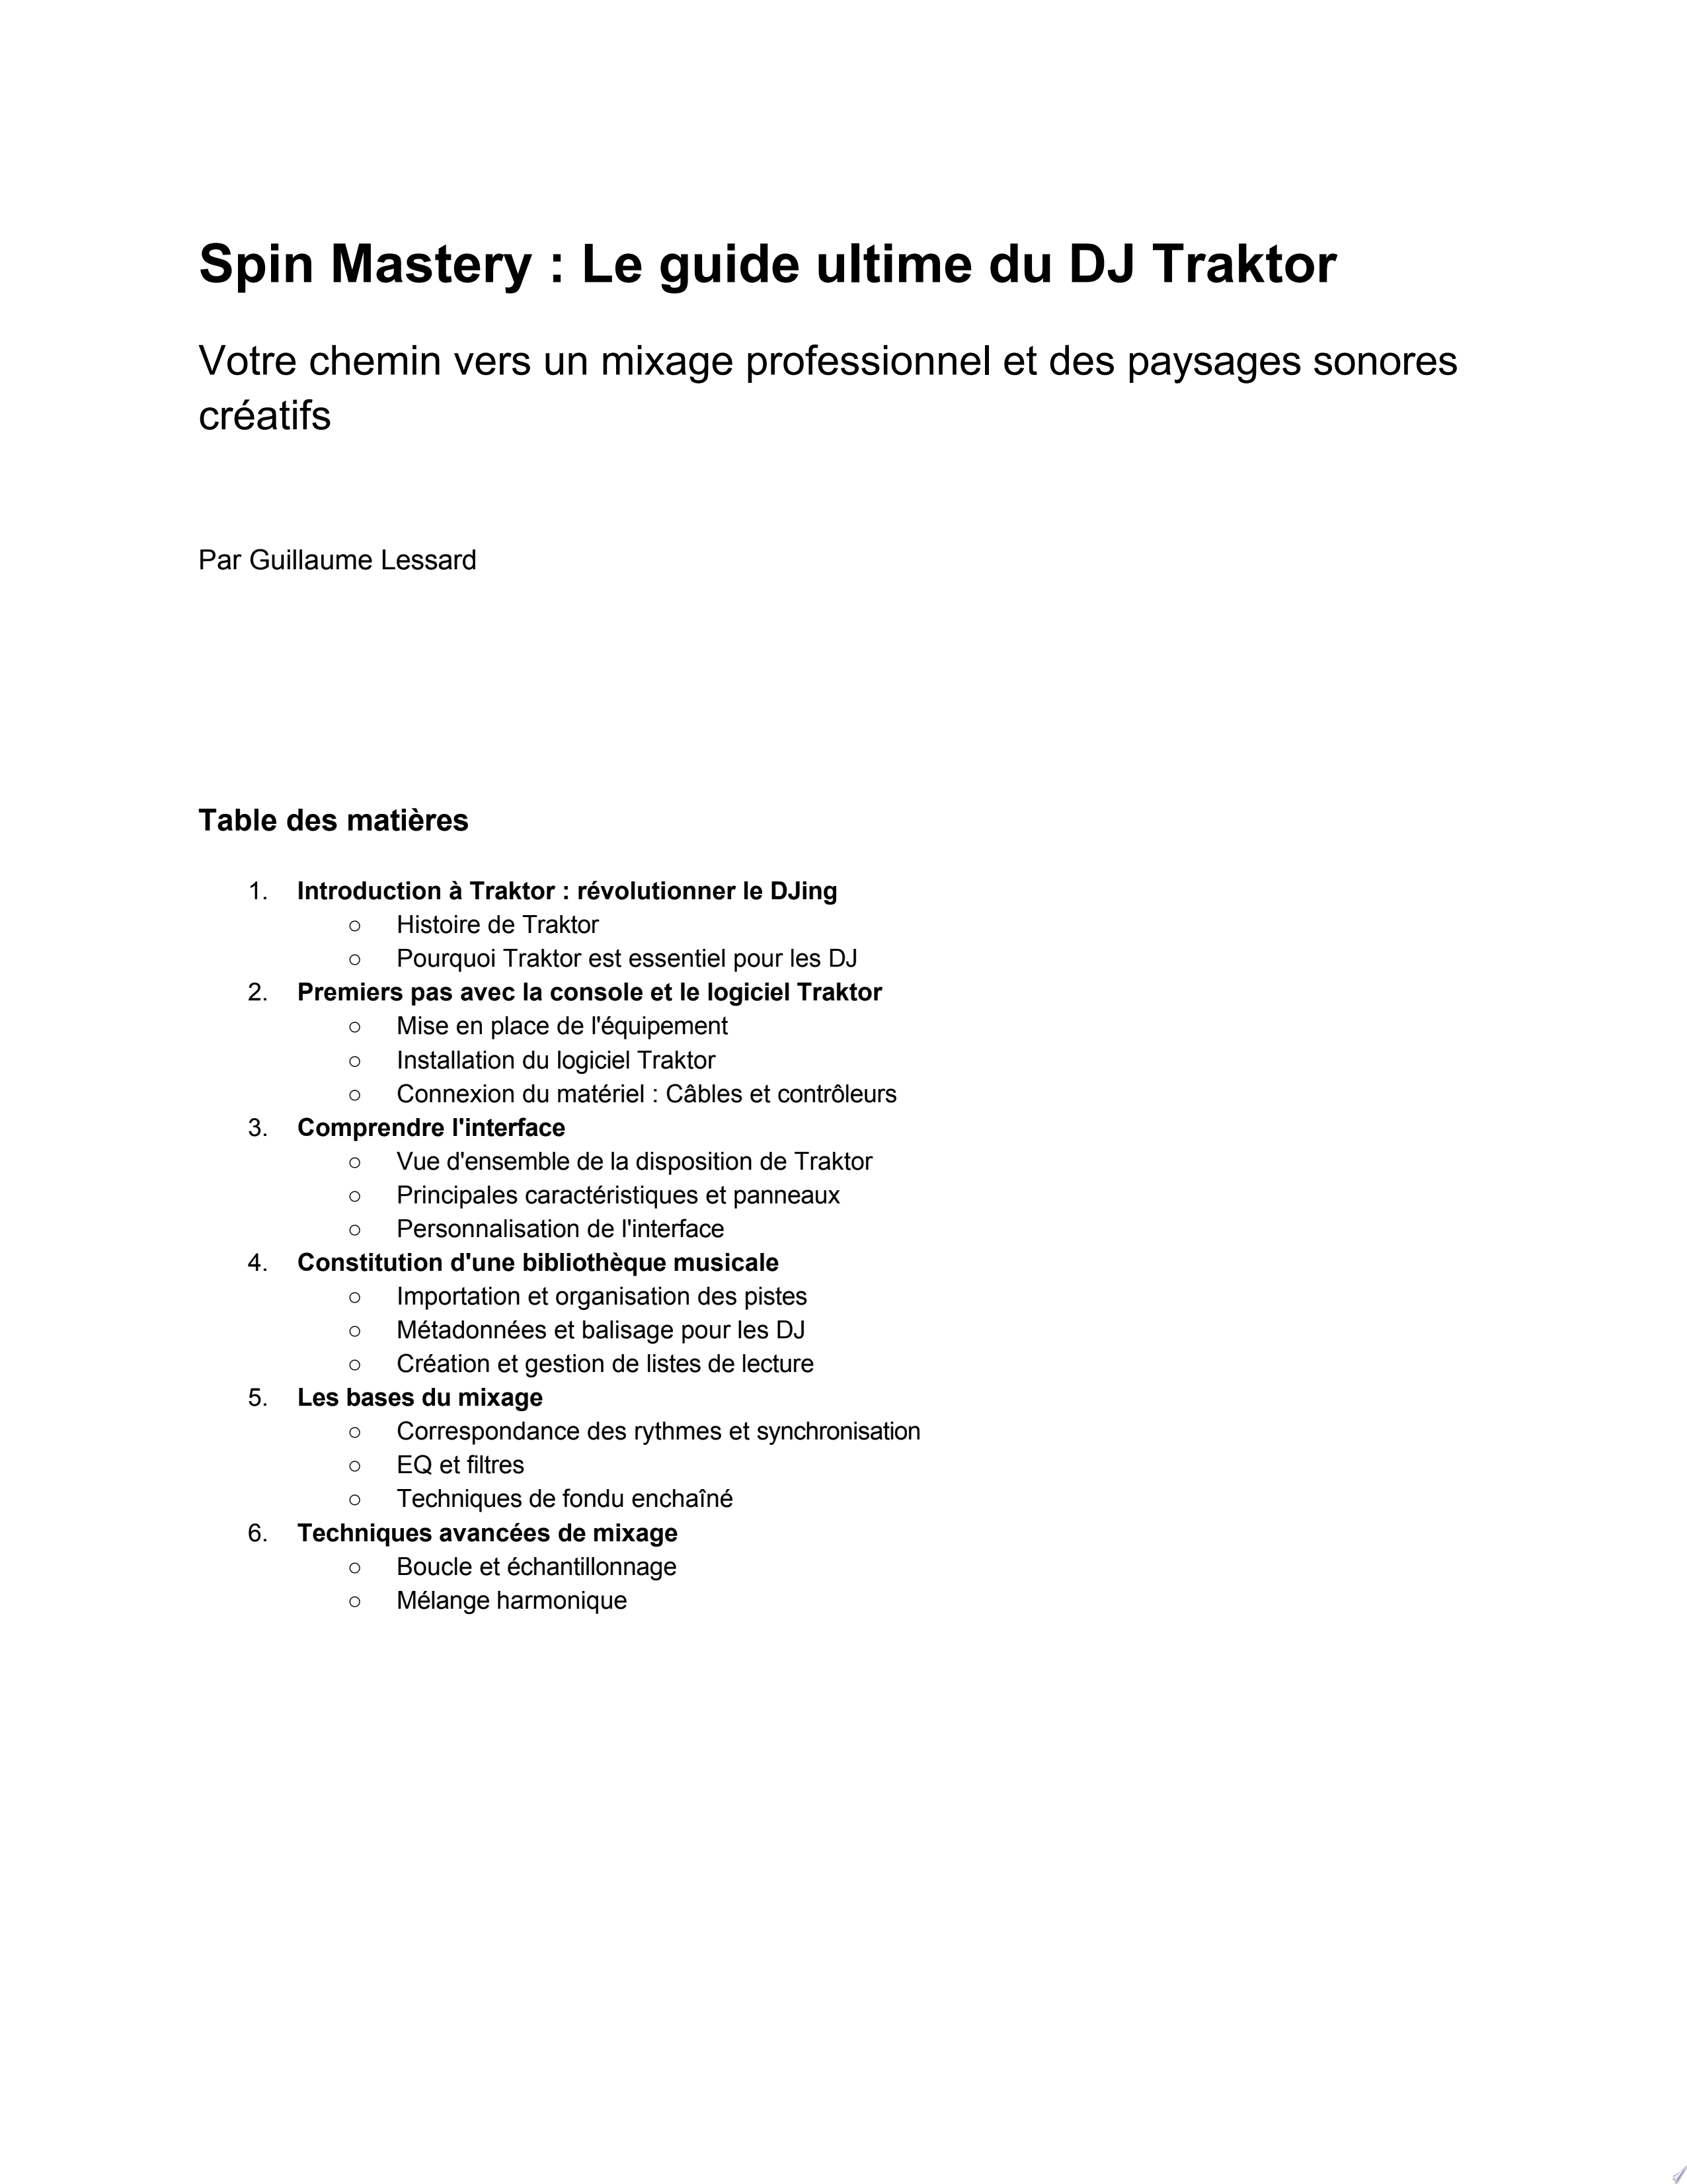 Spin Mastery : Le guide ultime du DJ Traktor
Votre chemin vers un mixage professionnel et des paysages sonores
créatifs
Par Guillaume Lessard
Table des matières
1. Introduction à Traktor : révolutionner le DJing
○ Histoire de Traktor
○ Pourquoi Traktor est essentiel pour les DJ
2. Premiers pas avec la console et le logiciel Traktor
○ Mise en place de l'équipement
○ Installation du logiciel Traktor
○ Connexion du matériel : Câbles et contrôleurs
3. Comprendre l'interface
○ Vue d'ensemble de la disposition de Traktor
○ Principales caractéristiques et panneaux
○ Personnalisation de l'interface
4. Constitution d'une bibliothèque musicale
○ Importation et organisation des pistes
○ Métadonnées et balisage pour les DJ
○ Création et gestion de listes de lecture
5. Les bases du mixage
○ Correspondance des rythmes et synchronisation
○ EQ et filtres
○ Techniques de fondu enchaîné
6. Techniques avancées de mixage
○ Boucle et échantillonnage
○ Mélange harmonique